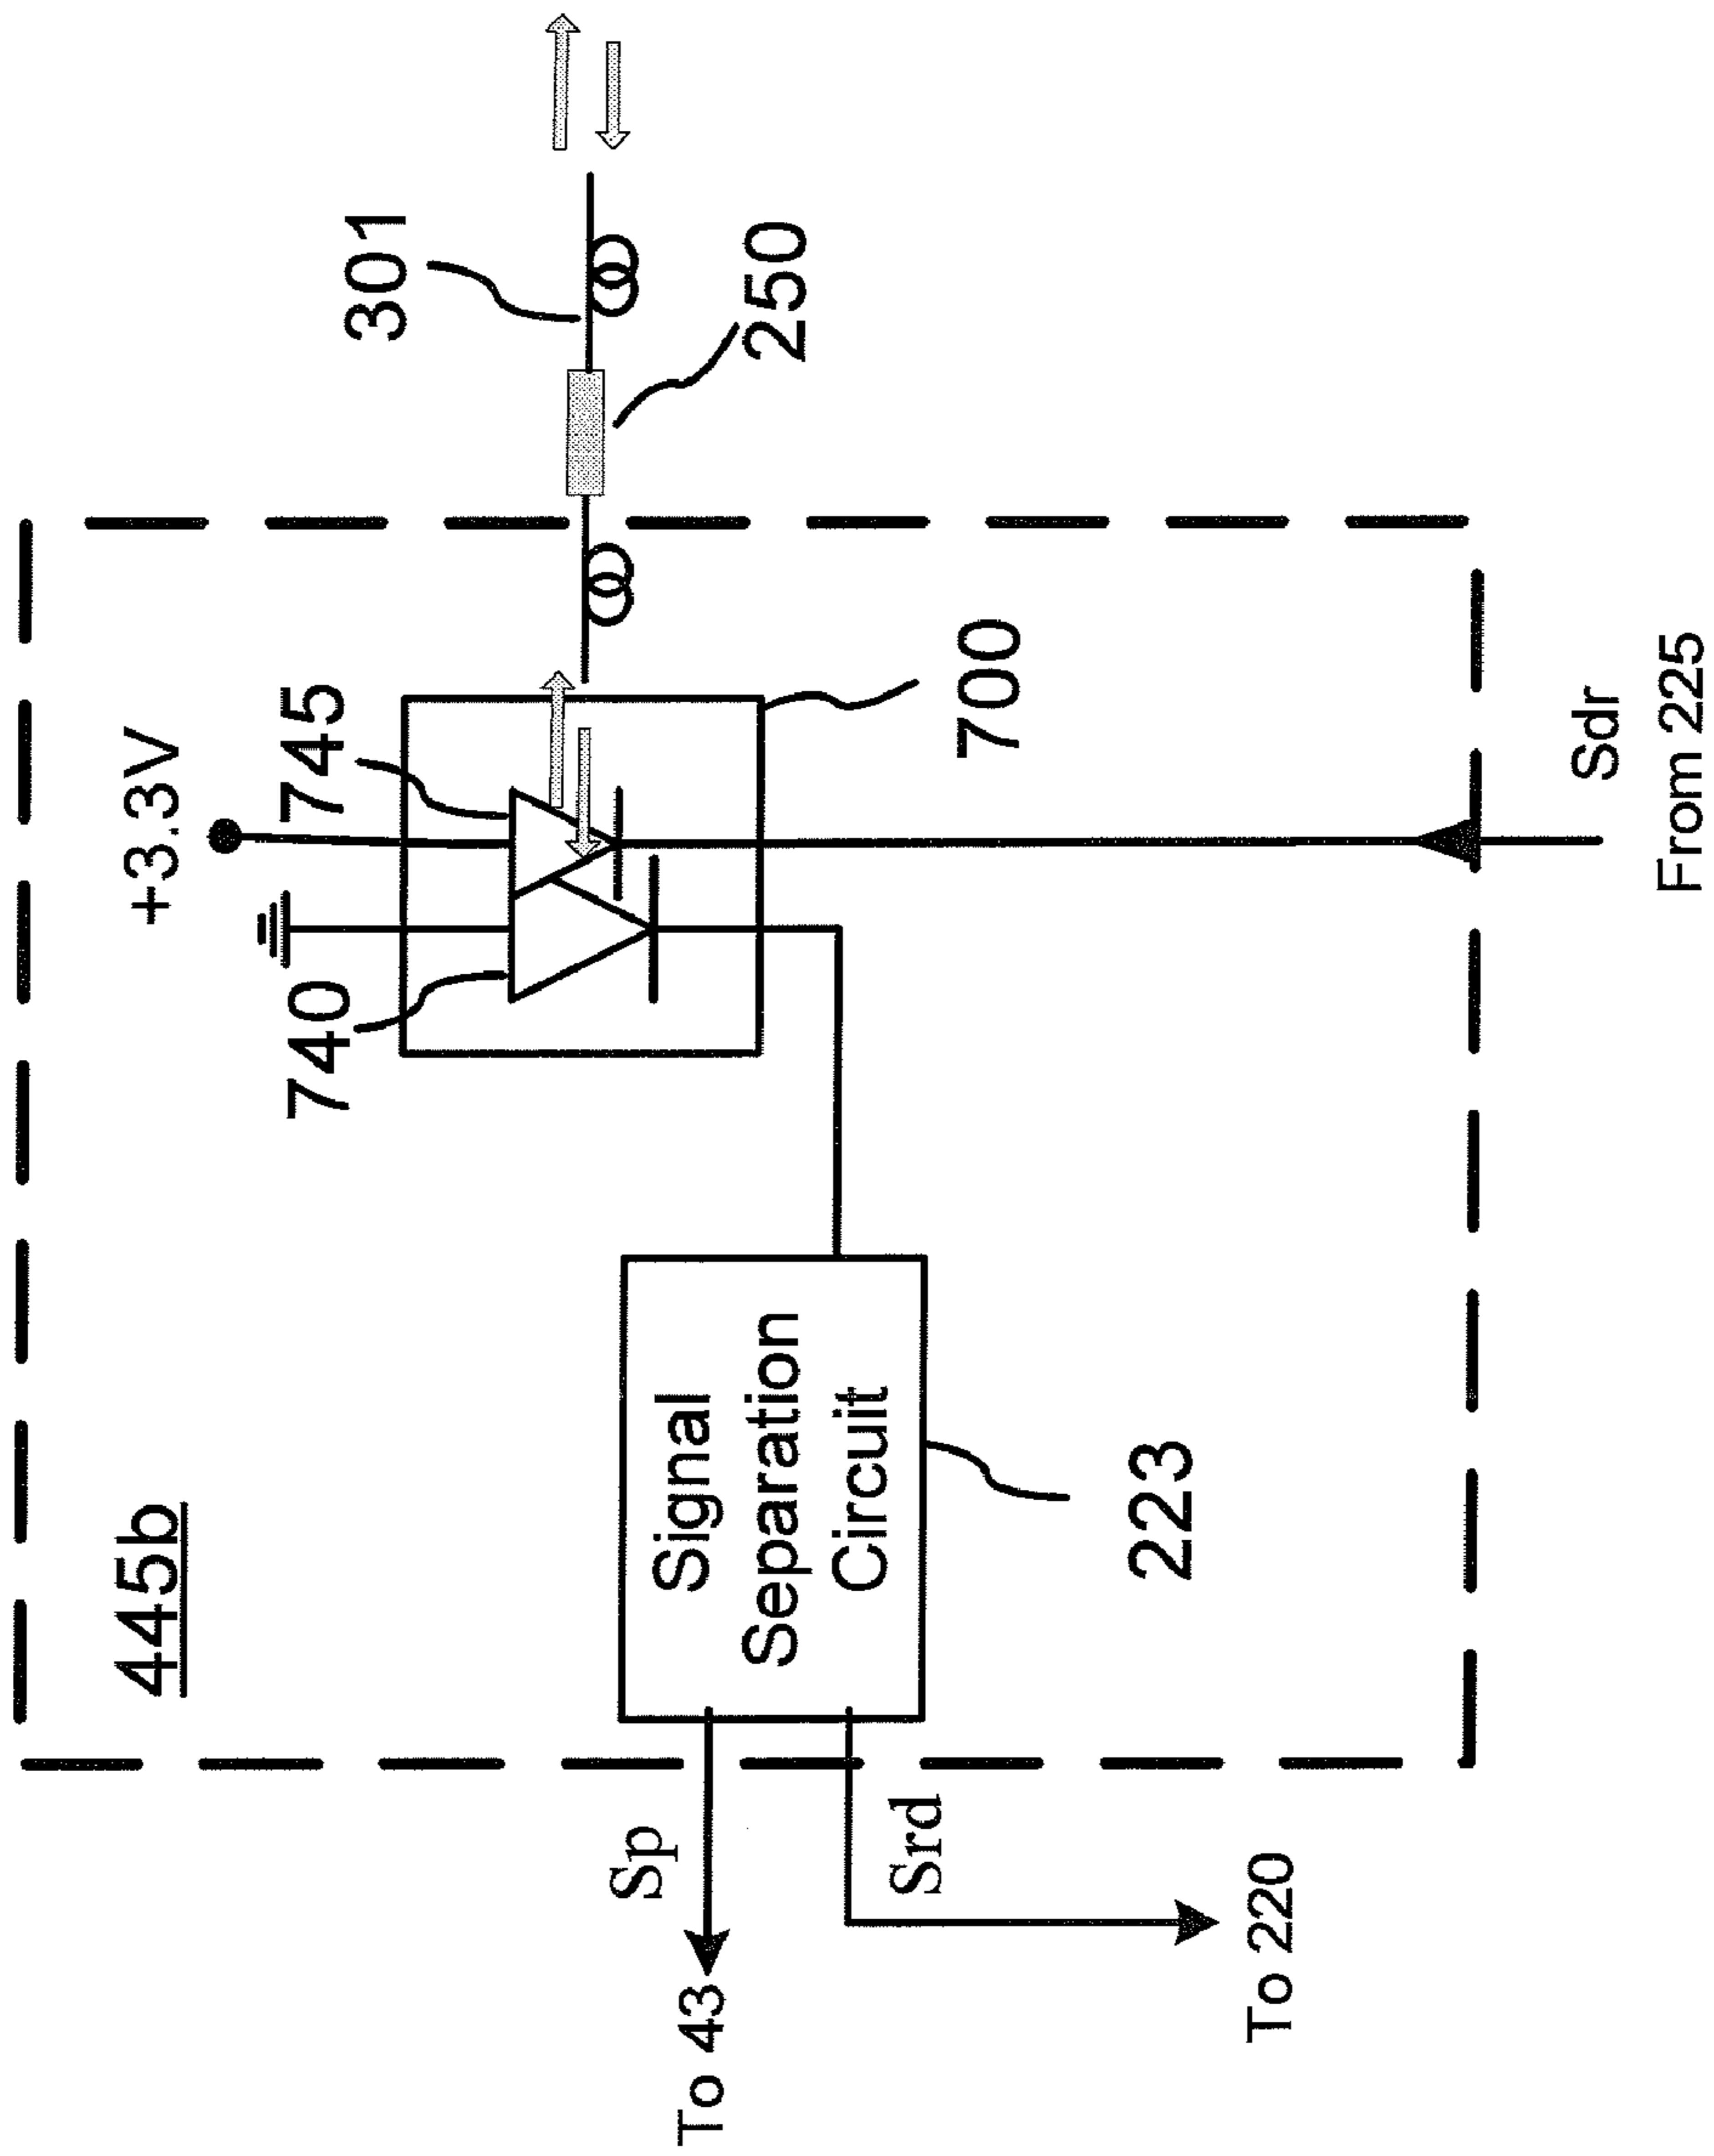 445b
+3.3V
740
745
301
250
700
Signal
Separation
Circuit
223
Sp
To 43
Srd
To 220
Sdr
From 225